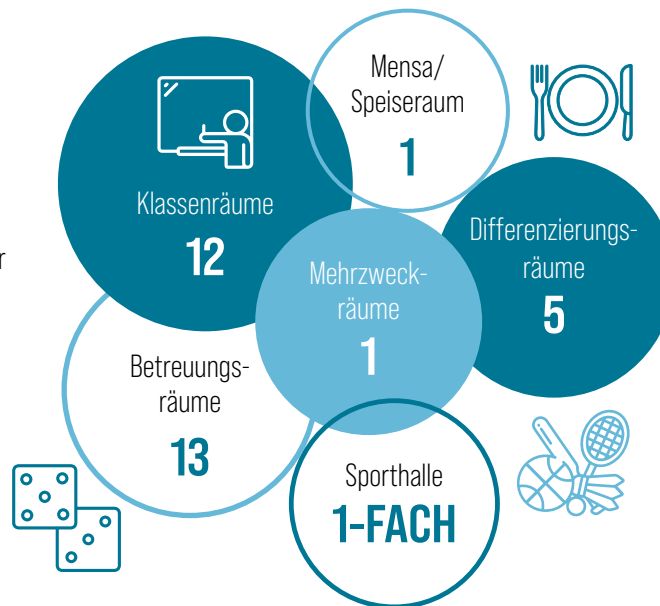 Mensa/
Speiseraum
1
Klassenräume
12
Differenzierungs-
räume
5
r
Mehrzweck-
räume
1
Betreuungs-
räume
13
Sporthalle
1-FACH